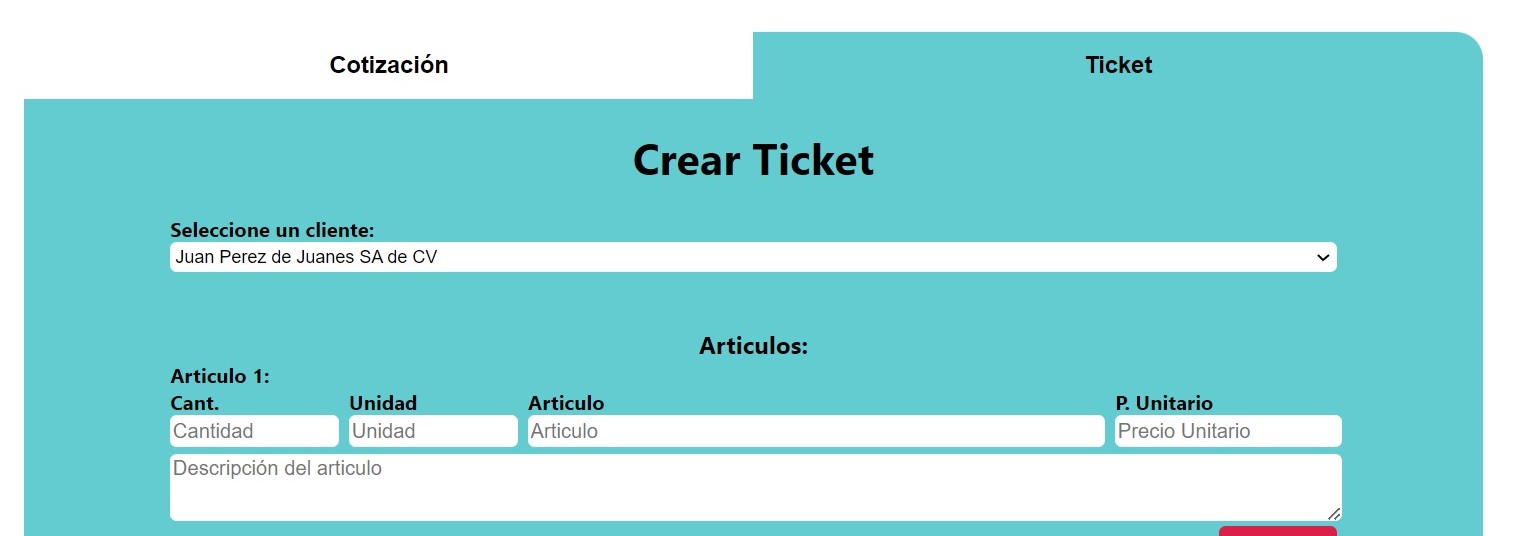 Cotización Ticket
Crear Ticket
Seleccione un cliente:
Juan Perez de Juanes SA de CV
Articulos:
Articulo 1:
Cant. Unidad Articulo P. Unitario
Cantidad Unidad Articulo Precio Unitario
Descripción del articulo